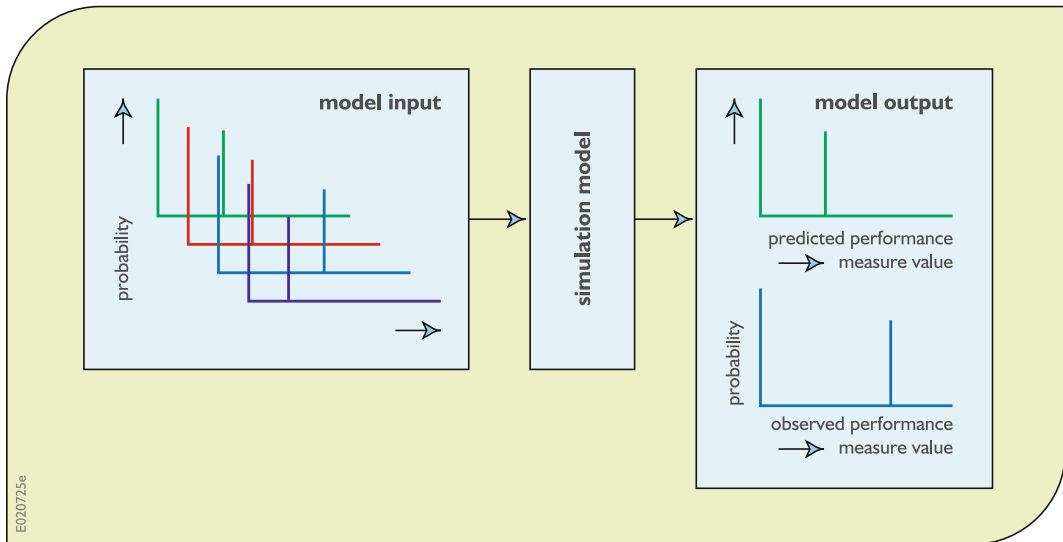 model input
probability
simulation model
model output
predicted performance
measure value
probability
observed performance
measure value
E020725e